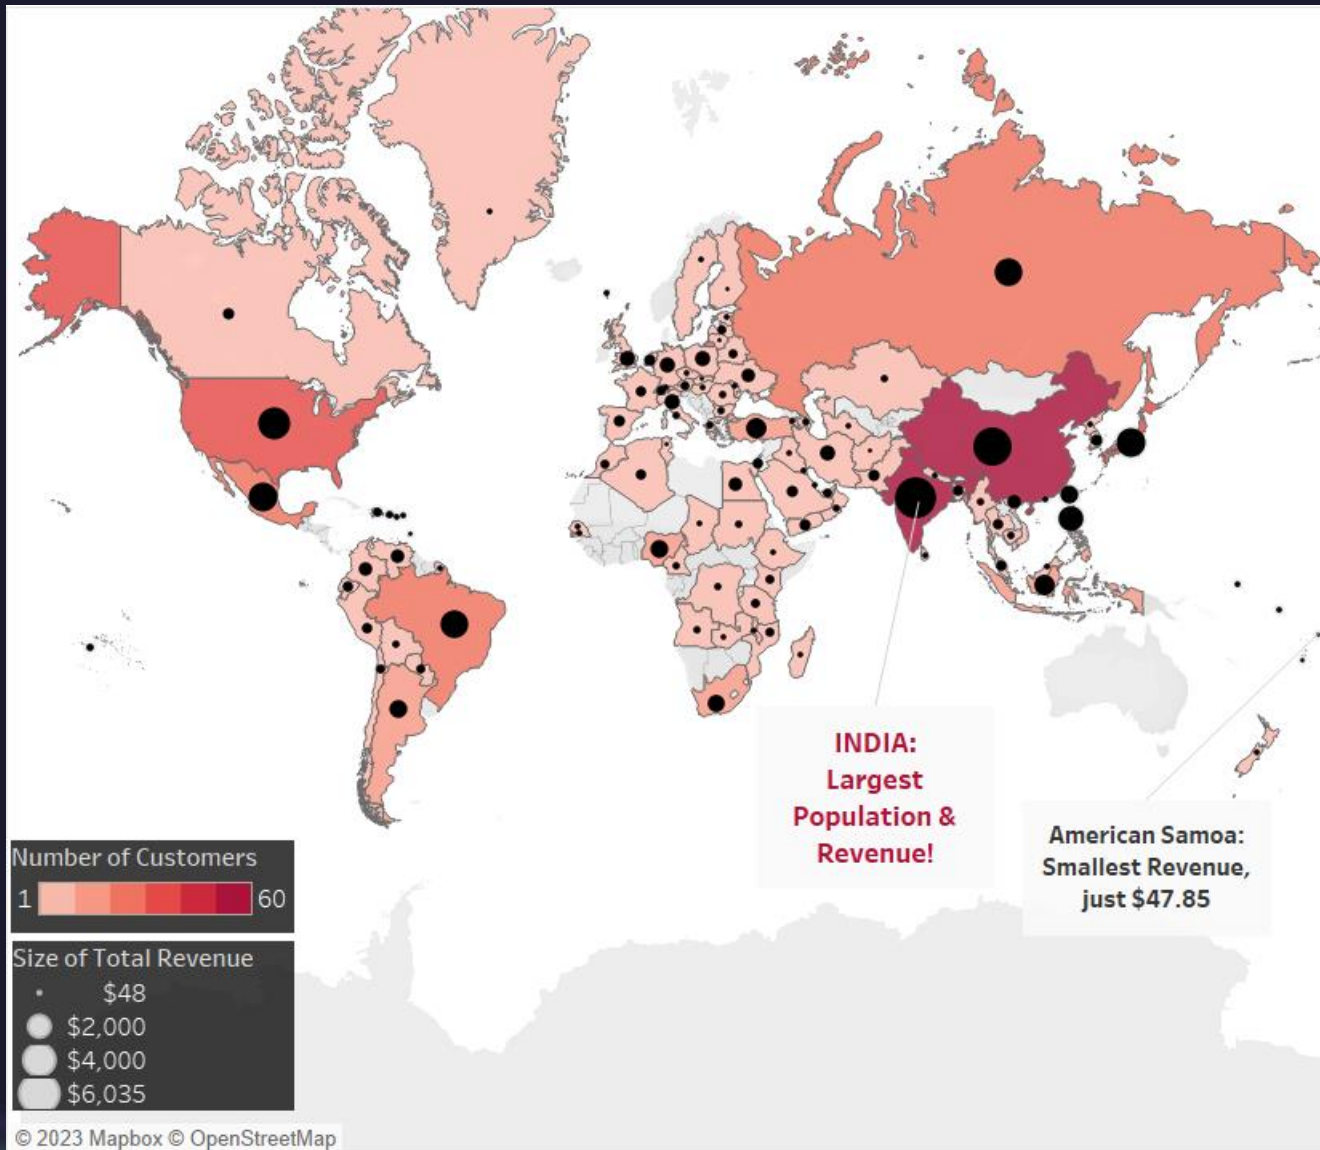 INDIA:
Largest
Population &
Revenue!
American Samoa:
Smallest Revenue,
just $47.85
Number of Customers
1 60
Size of Total Revenue
$48
$2,000
$4,000
$6,035
© 2023 Mapbox © OpenStreetMap